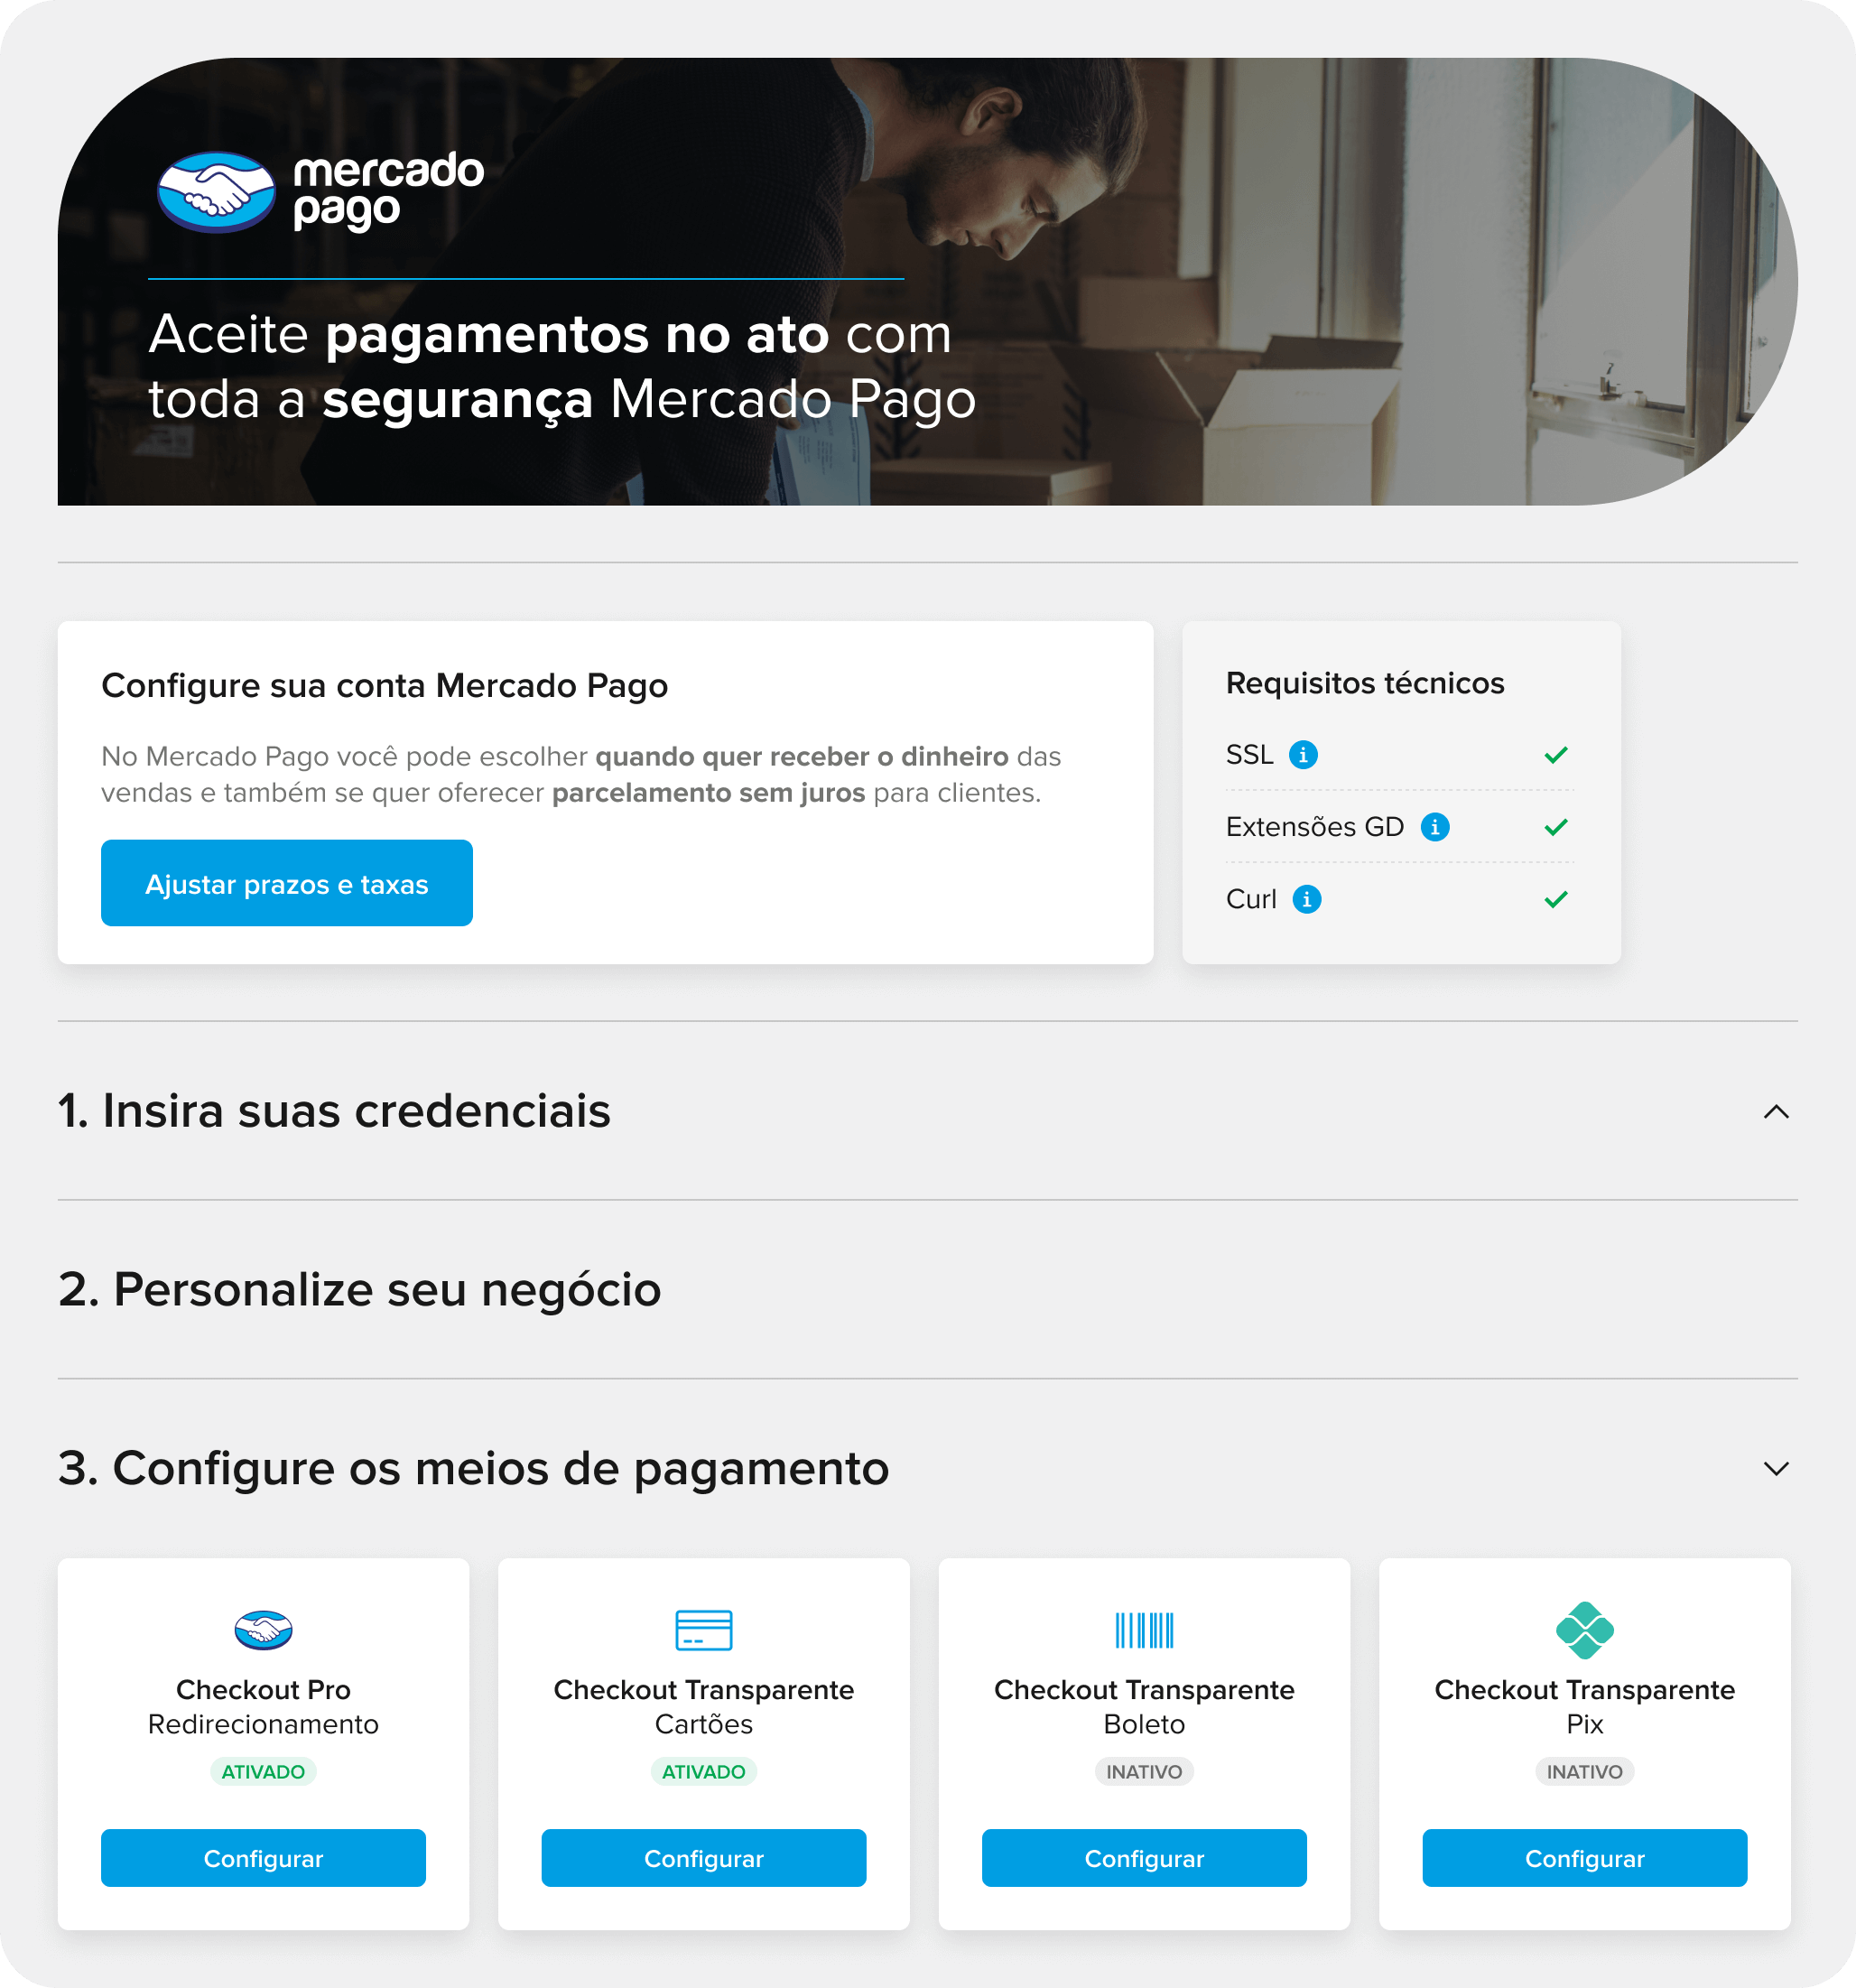 mercado
pago
Aceite pagamentos no ato com
toda a segurança Mercado Pago
Configure sua conta Mercado Pago
No Mercado Pago você pode escolher quando quer receber o dinheiro das
vendas e também se quer oferecer parcelamento sem juros para clientes.
Ajustar prazos e taxas
Requisitos técnicos
SSL
Extensões GD
Curl
1. Insira suas credenciais
2. Personalize seu negócio
3. Configure os meios de pagamento
Checkout Pro
Redirecionamento
ATIVADO
Configurar
Checkout Transparente
Cartões
ATIVADO
Configurar
Checkout Transparente
Boleto
INATIVO
Configurar
Checkout Transparente
Pix
INATIVO
Configurar